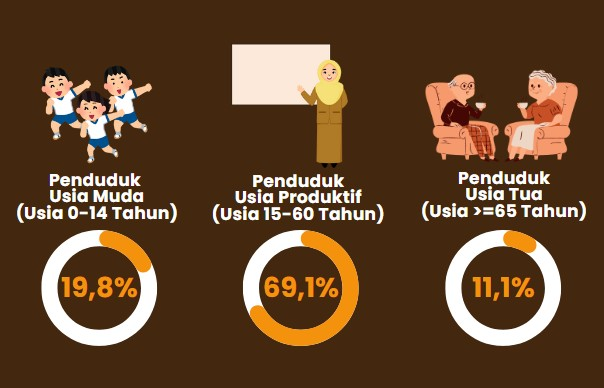 Penduduk
Usia Muda
(Usia 0-14 Tahun)
19,8%
Penduduk
Usia Produktif
(Usia 15-60 Tahun)
69,1%
Penduduk
Usia Tua
(Usia >=65 Tahun)
11,1%